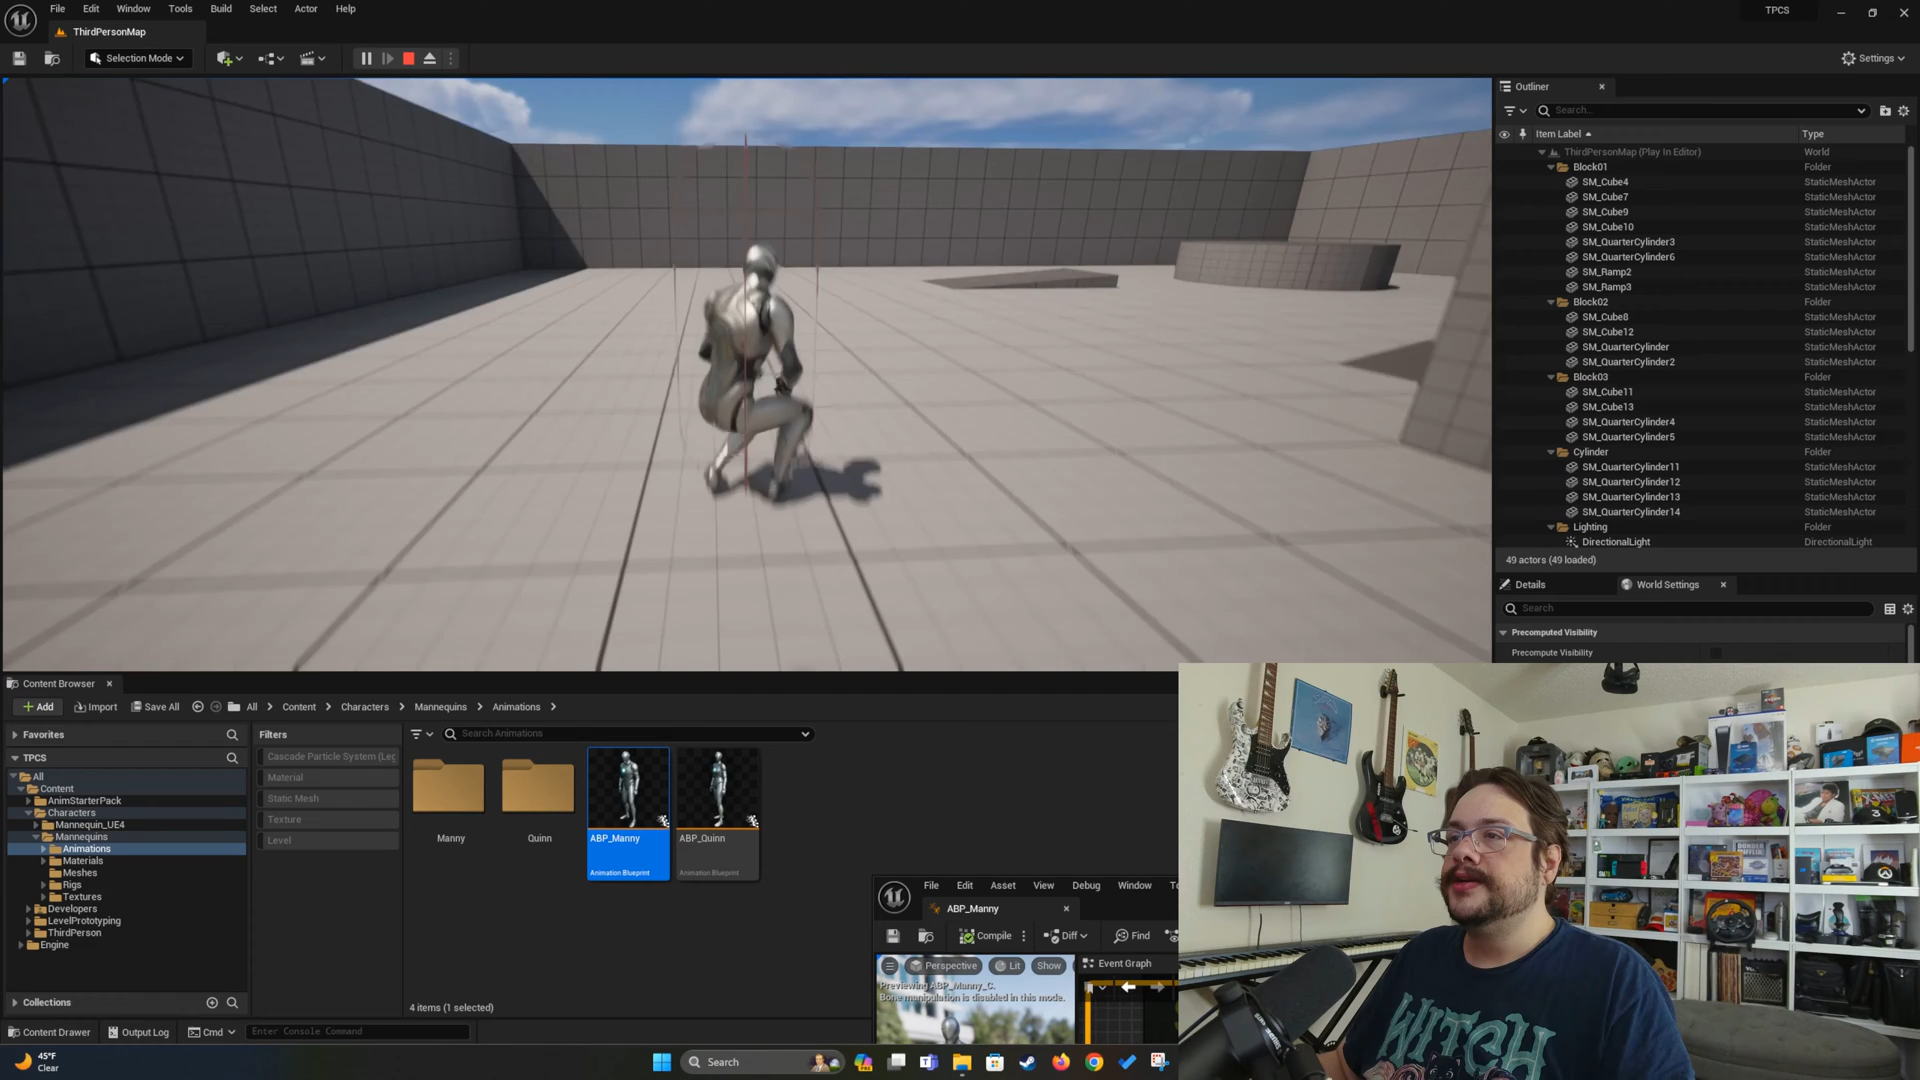 File Edit Window Tools Build Select Actor Help
TPCS
ThirdPersonMap
Selection Mode
Settings
Outliner
Search...
Item Label
Type
ThirdPersonMap (Play In Editor) World
Block01 Folder
SM_Cube4 StaticMeshActor
SM_Cube7 StaticMeshActor
SM_Cube9 StaticMeshActor
SM_Cube10 StaticMeshActor
SM_QuarterCylinder3 StaticMeshActor
SM_QuarterCylinder6 StaticMeshActor
SM_Ramp2 StaticMeshActor
SM_Ramp3 StaticMeshActor
Block02 Folder
SM_Cube8 StaticMeshActor
SM_Cube12 StaticMeshActor
SM_QuarterCylinder StaticMeshActor
SM_QuarterCylinder2 StaticMeshActor
Block03 Folder
SM_Cube11 StaticMeshActor
SM_Cube13 StaticMeshActor
SM_QuarterCylinder4 StaticMeshActor
SM_QuarterCylinder5 StaticMeshActor
Cylinder Folder
SM_QuarterCylinder11 StaticMeshActor
SM_QuarterCylinder12 StaticMeshActor
SM_QuarterCylinder13 StaticMeshActor
SM_QuarterCylinder14 StaticMeshActor
Lighting Folder
DirectionalLight DirectionalLight
49 actors (49 loaded)
Details World Settings
Search
Precomputed Visibility
Precompute Visibility
Content Browser
Add Import Save All All Content Characters Mannequins Animations
Favorites
TPCS
All
Content
AnimStarterPack
Characters
Mannequin_UE4
Mannequins
Animations
Materials
Meshes
Rigs
Textures
Developers
LevelPrototyping
ThirdPerson
Engine
Collections
Filters
Cascade Particle System (Leg
Material
Static Mesh
Texture
Level
Search Animations
Manny
Quinn
ABP_Manny
Animation Blueprint
ABP_Quinn
Animation Blueprint
4 items (1 selected)
File Edit Asset View Debug Window To
ABP_Manny
Compile Diff Find
Perspective Lit Show
Event Graph
Previewing ABP_Manny_C.
Bone manipulation is disabled in this mode.
Content Drawer Output Log Cmd Enter Console Command
45°F
Clear
Search
WITCH